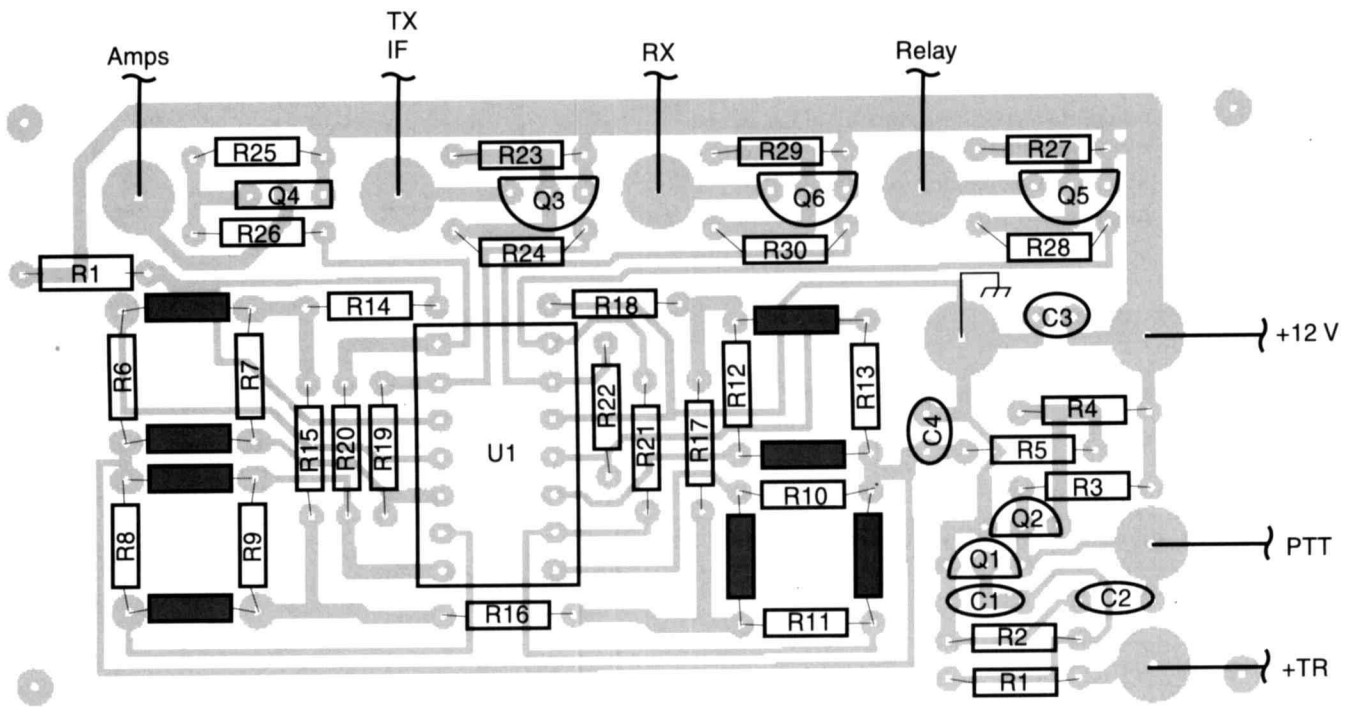 TX
IF
Amps
RX
Relay
R25
R23
R29
R27
Q4
Q3
Q6
Q5
R26
R24
R30
R28
R1
R14
R18
C3
+12 V
R6
R7
R15
R20
R19
U1
R22
R21
R17
R12
R13
C4
R4
R5
R3
R10
Q2
R8
R9
Q1
PTT
C1
C2
R16
R11
R2
R1
+TR